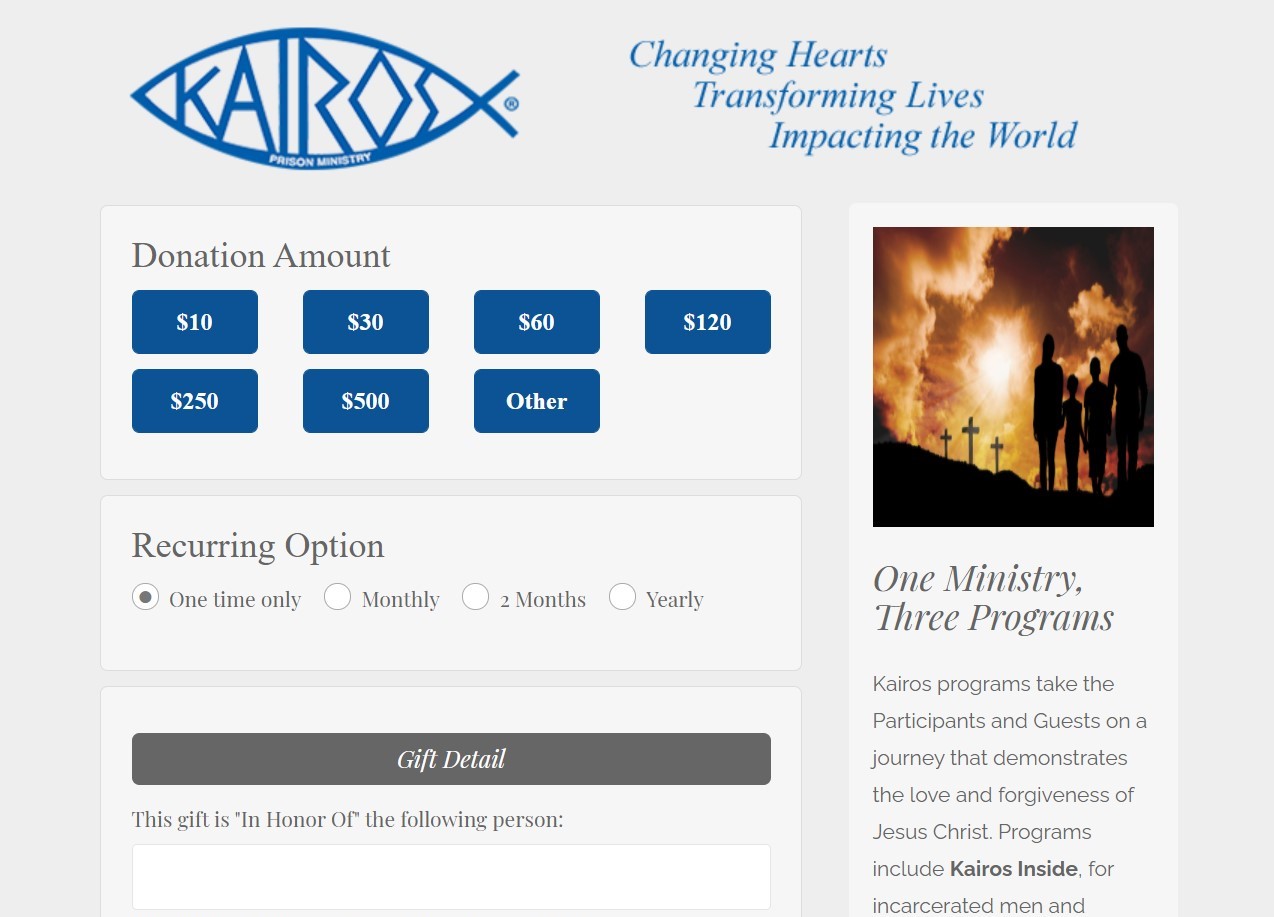 KAIROS®
PRISON MINISTRY
Changing Hearts
Transforming Lives
Impacting the World
Donation Amount
$10
$30
$60
$120
$250
$500
Other
Recurring Option
One time only
Monthly
2 Months
Yearly
Gift Detail
This gift is "In Honor Of" the following person:
One Ministry,
Three Programs
Kairos programs take the
Participants and Guests on a
journey that demonstrates
the love and forgiveness of
Jesus Christ. Programs
include Kairos Inside, for
incarcerated men and